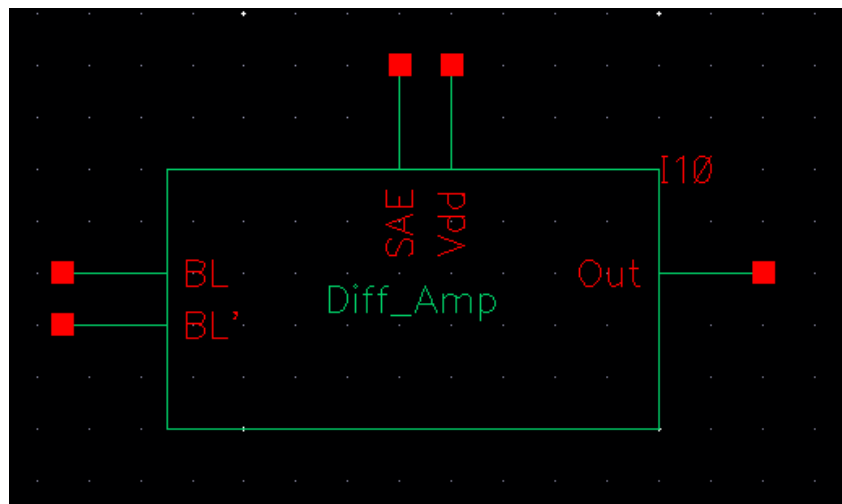 I10
SAE
Vdd
BL
Out
Diff_Amp
BL'